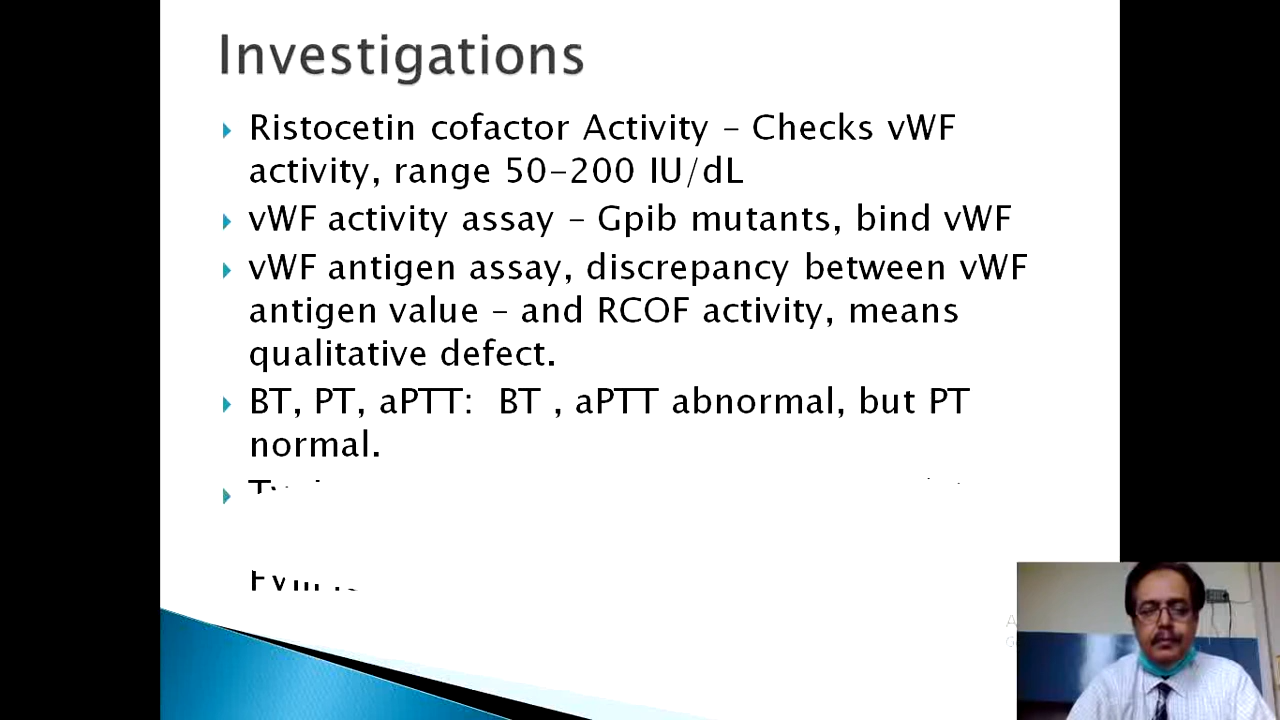 Investigations
Ristocetin cofactor Activity – Checks vWF
activity, range 50-200 IU/dL
vWF activity assay – Gpib mutants, bind vWF
vWF antigen assay, discrepancy between vWF
antigen value – and RCOF activity, means
qualitative defect.
BT, PT, aPTT:  BT , aPTT abnormal, but PT
normal.